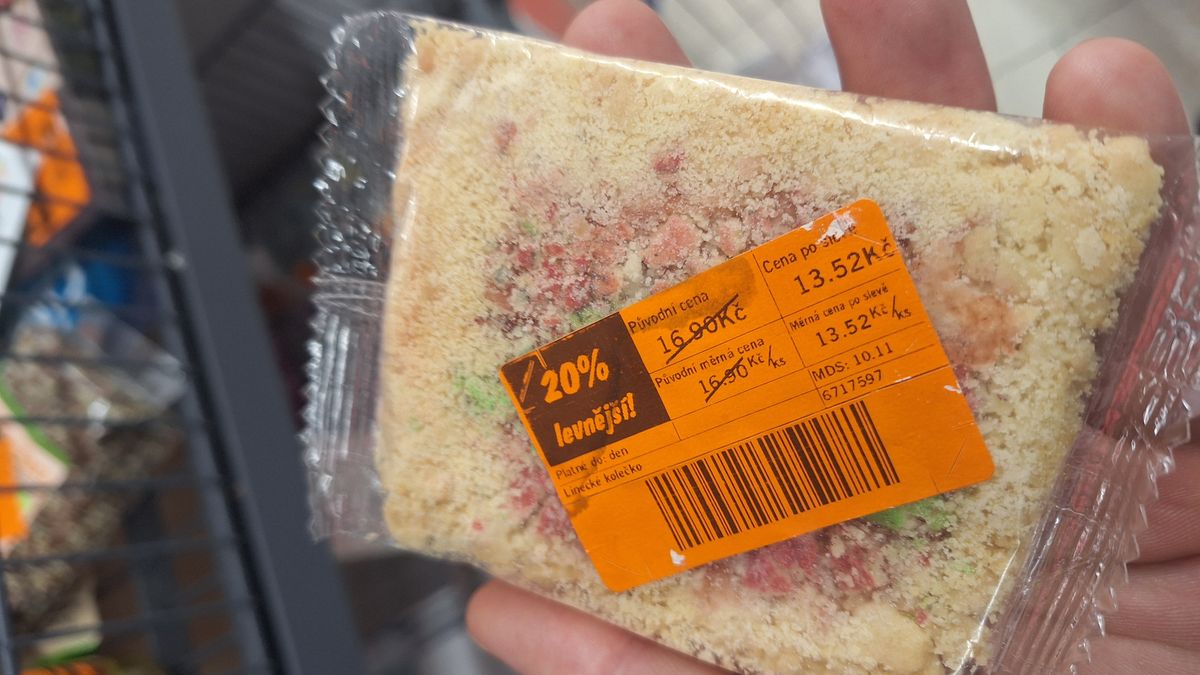 20%
levnější!
Původní cena
16.90Kč
Původní měrná cena
16.90 Kč/ks
Cena po slevě
13.52Kč
Měrná cena po slevě
13.52 Kč/ks
MDS: 10.11
6717597
Platné do: den
Linecké kolečko